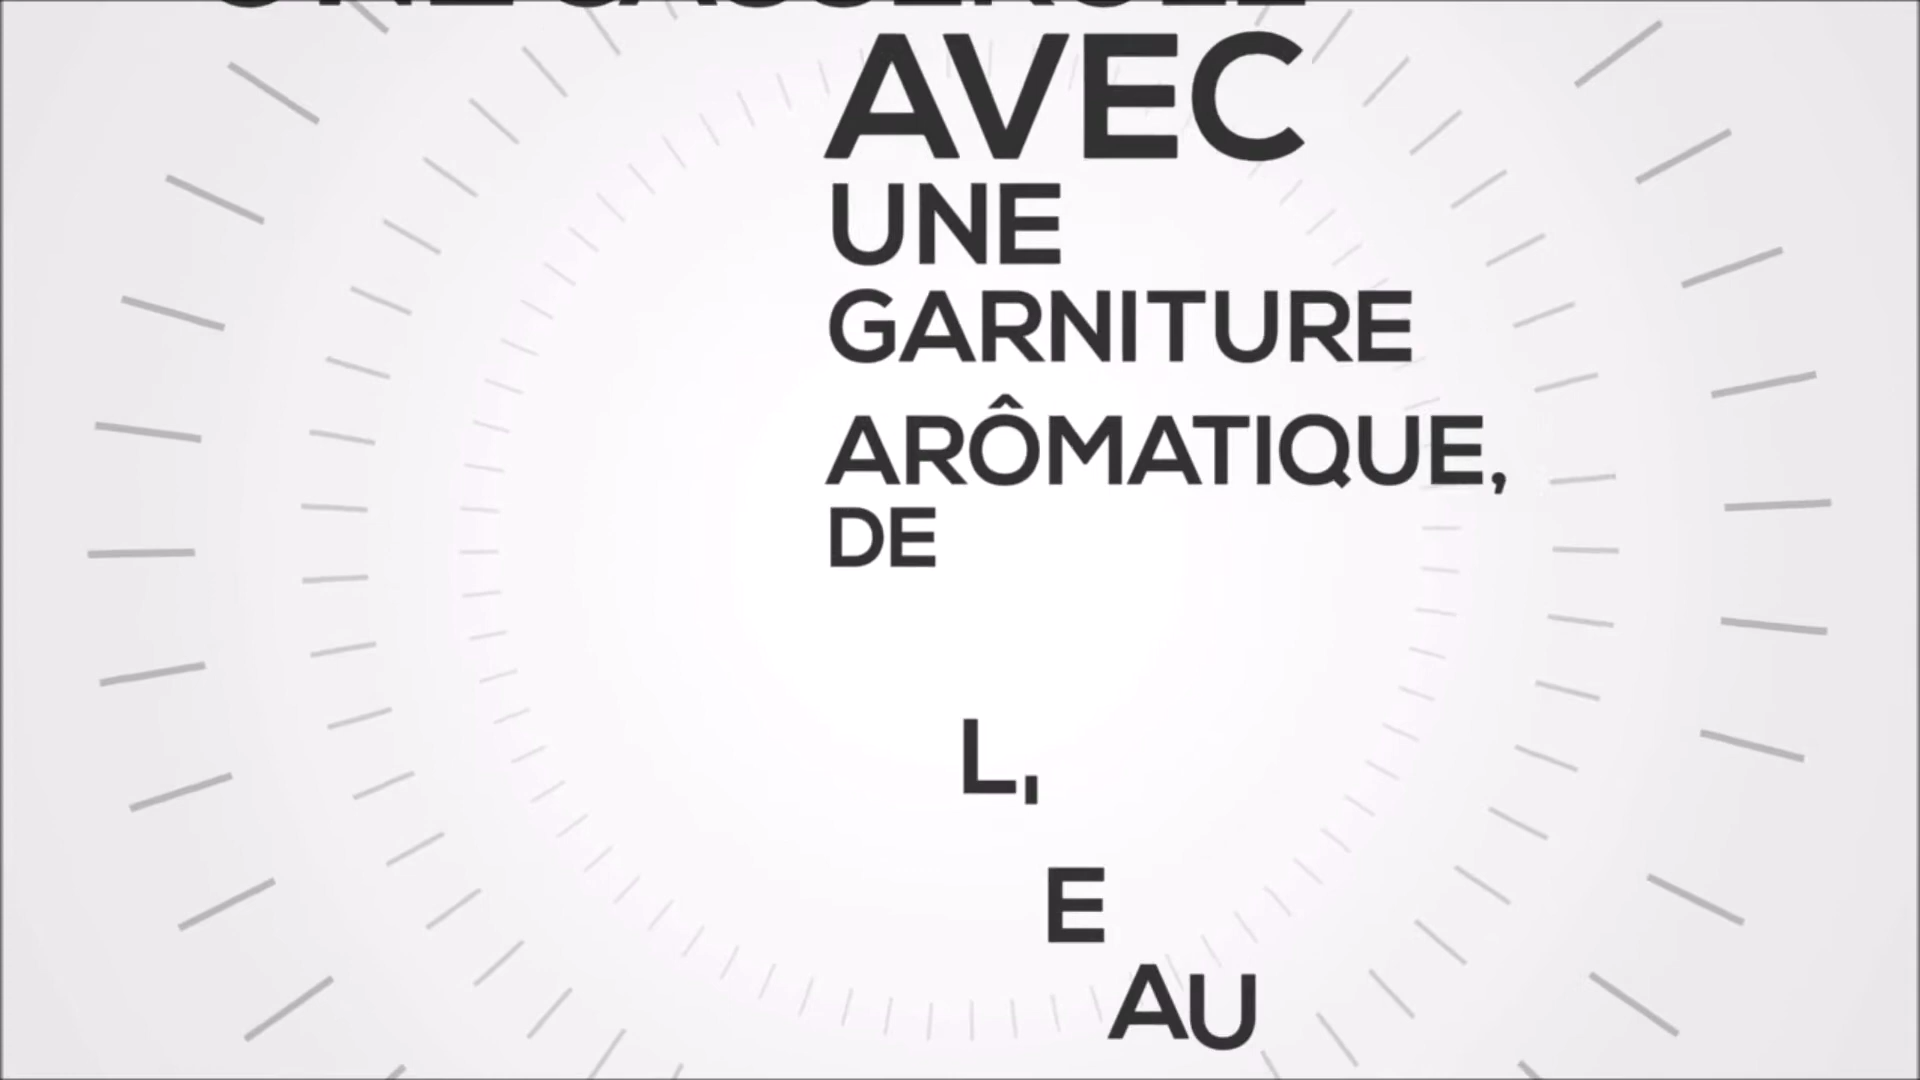 AVEC
UNE
GARNITURE
ARÔMATIQUE,
DE
L,
E
AU